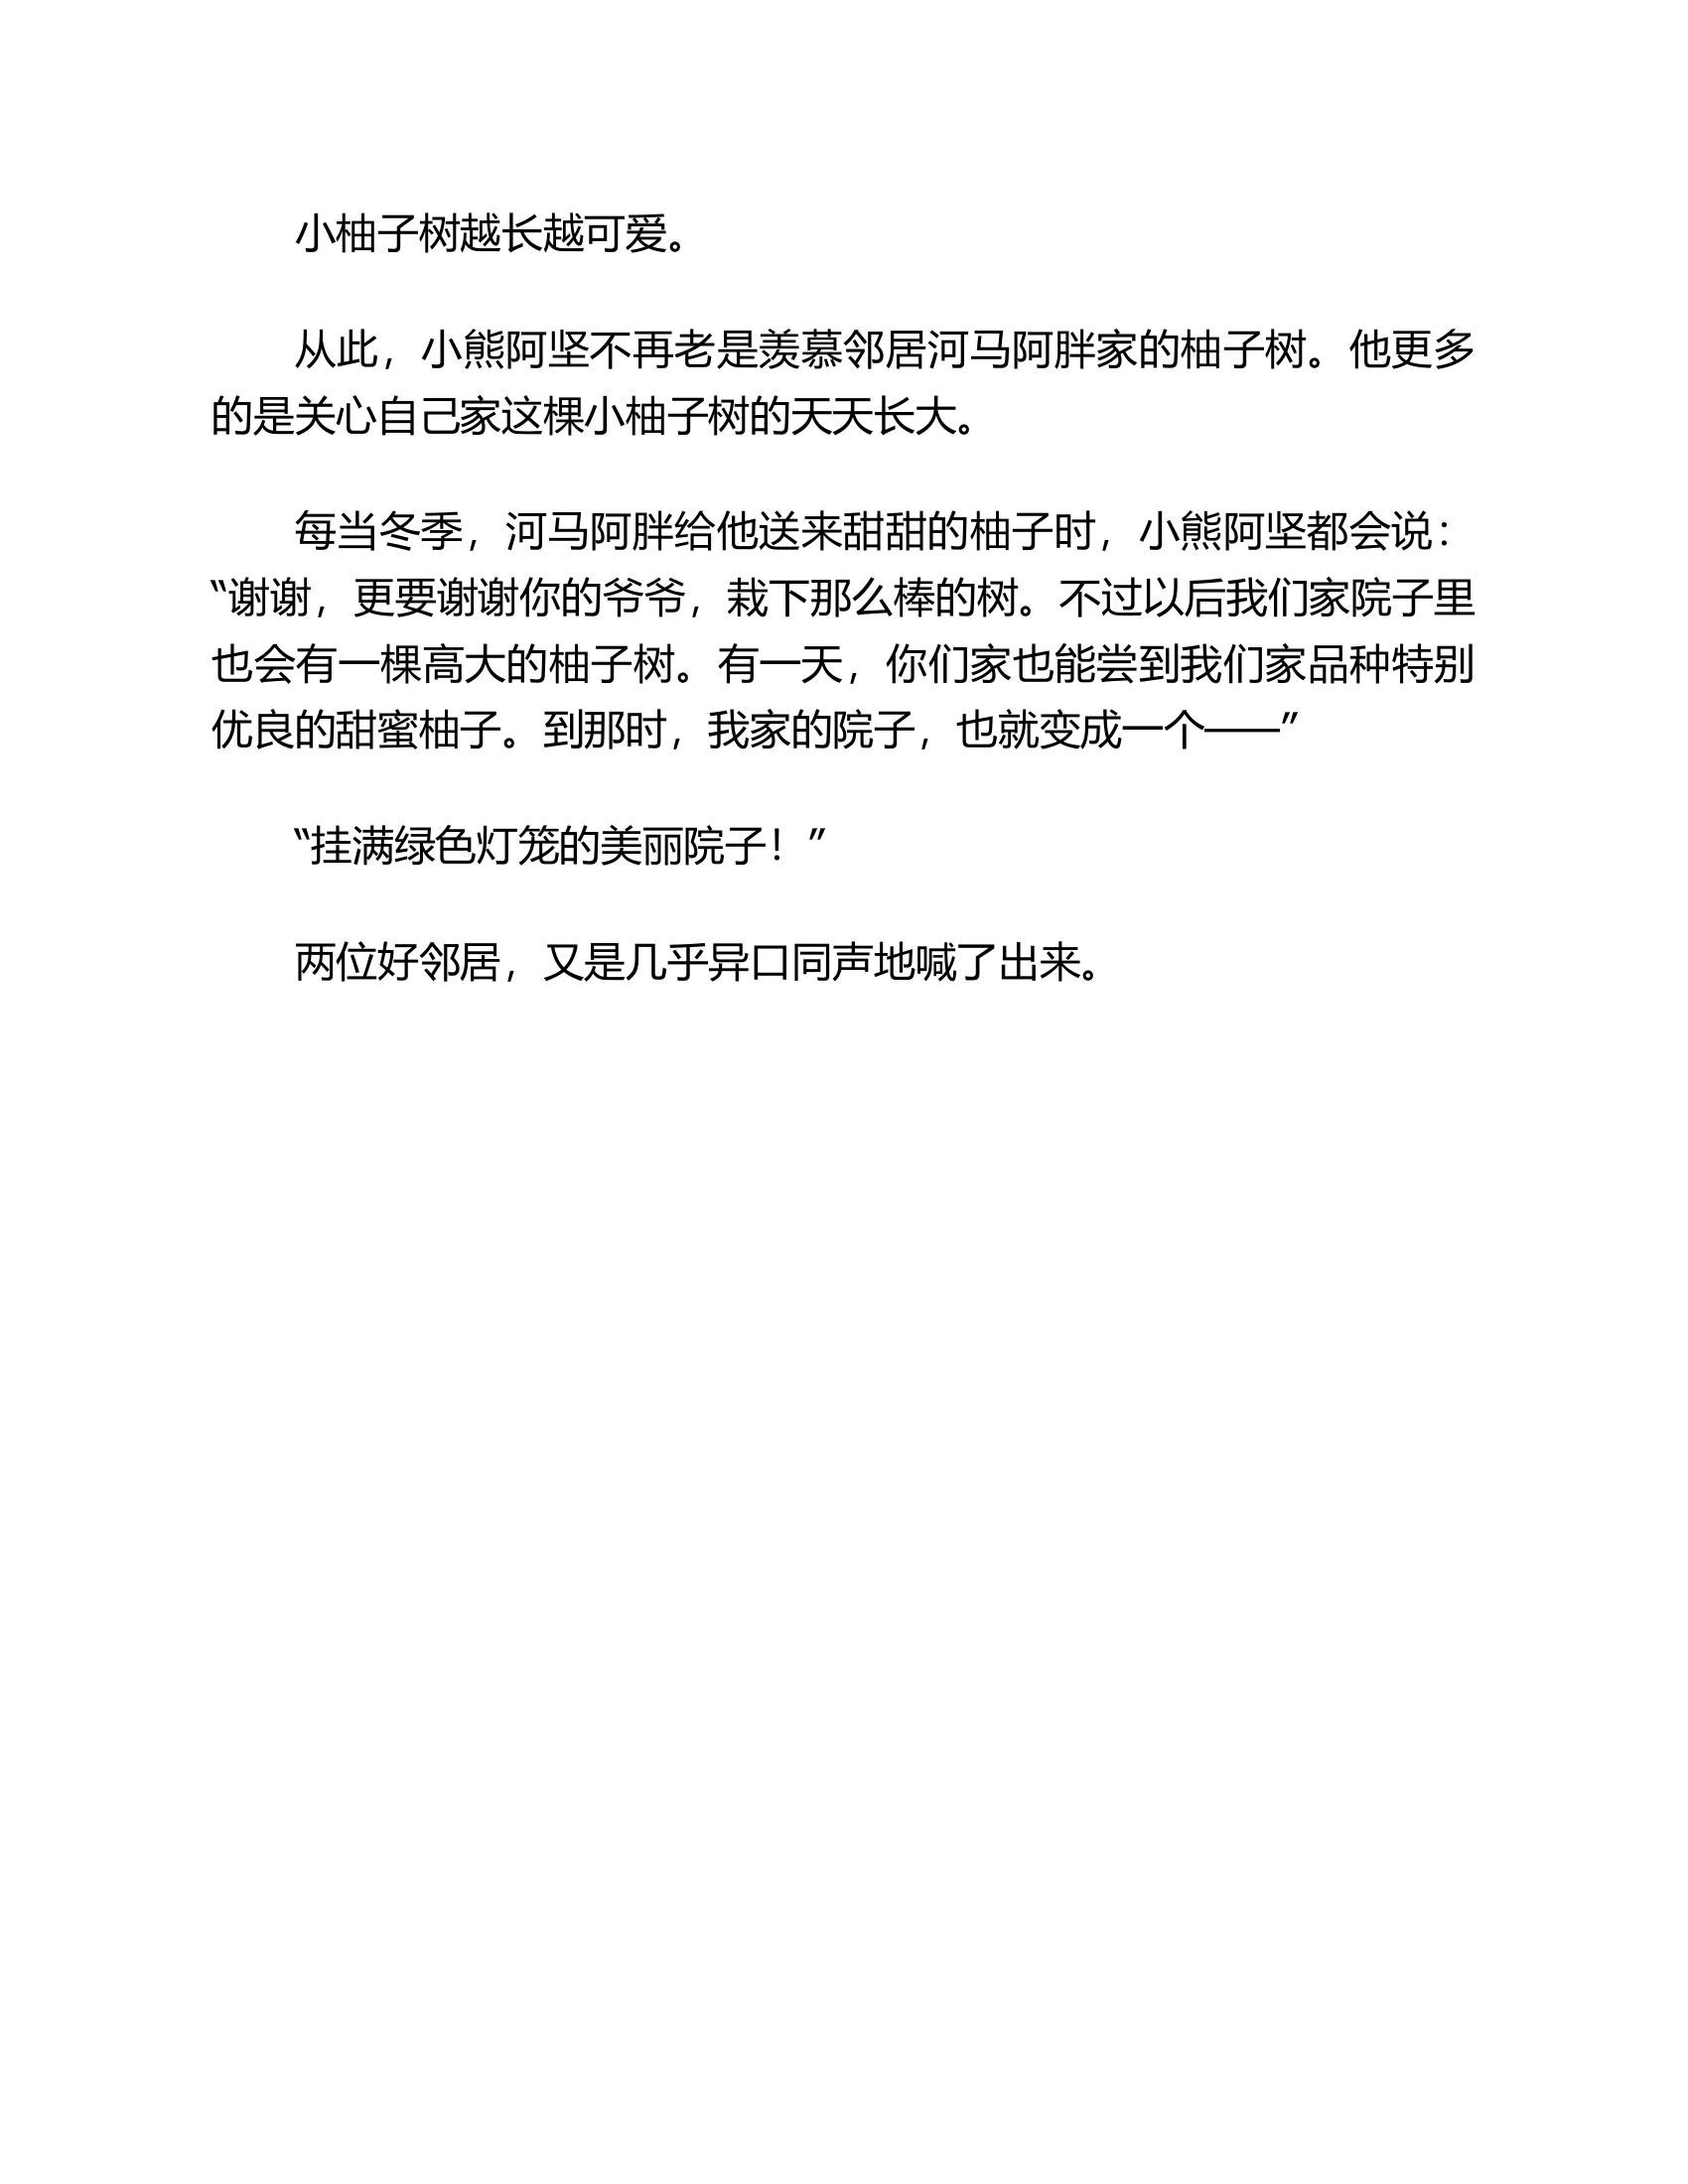 小柚子树越长越可爱。
从此，小熊阿坚不再老是羡慕邻居河马阿胖家的柚子树。他更多
的是关心自己家这棵小柚子树的天天长大。
每当冬季，河马阿胖给他送来甜甜的柚子时，小熊阿坚都会说：
“谢谢，更要谢谢你的爷爷，栽下那么棒的树。不过以后我们家院子里
也会有一棵高大的柚子树。有一天，你们家也能尝到我们家品种特别
优良的甜蜜柚子。到那时，我家的院子，也就变成一个——”
“挂满绿色灯笼的美丽院子！”
两位好邻居，又是几乎异口同声地喊了出来。